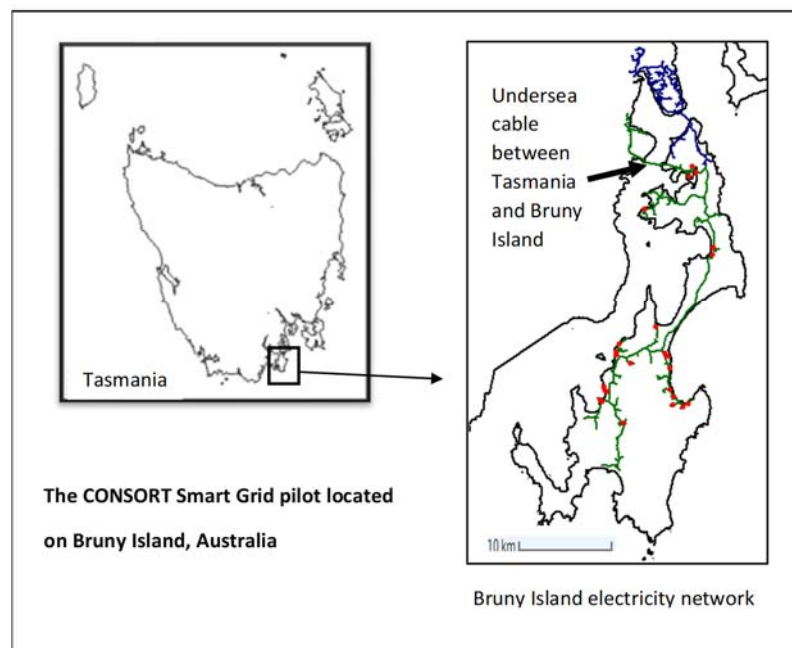 Tasmania
The CONSORT Smart Grid pilot located
on Bruny Island, Australia
Undersea
cable
between
Tasmania
and Bruny
Island
10 km
Bruny Island electricity network